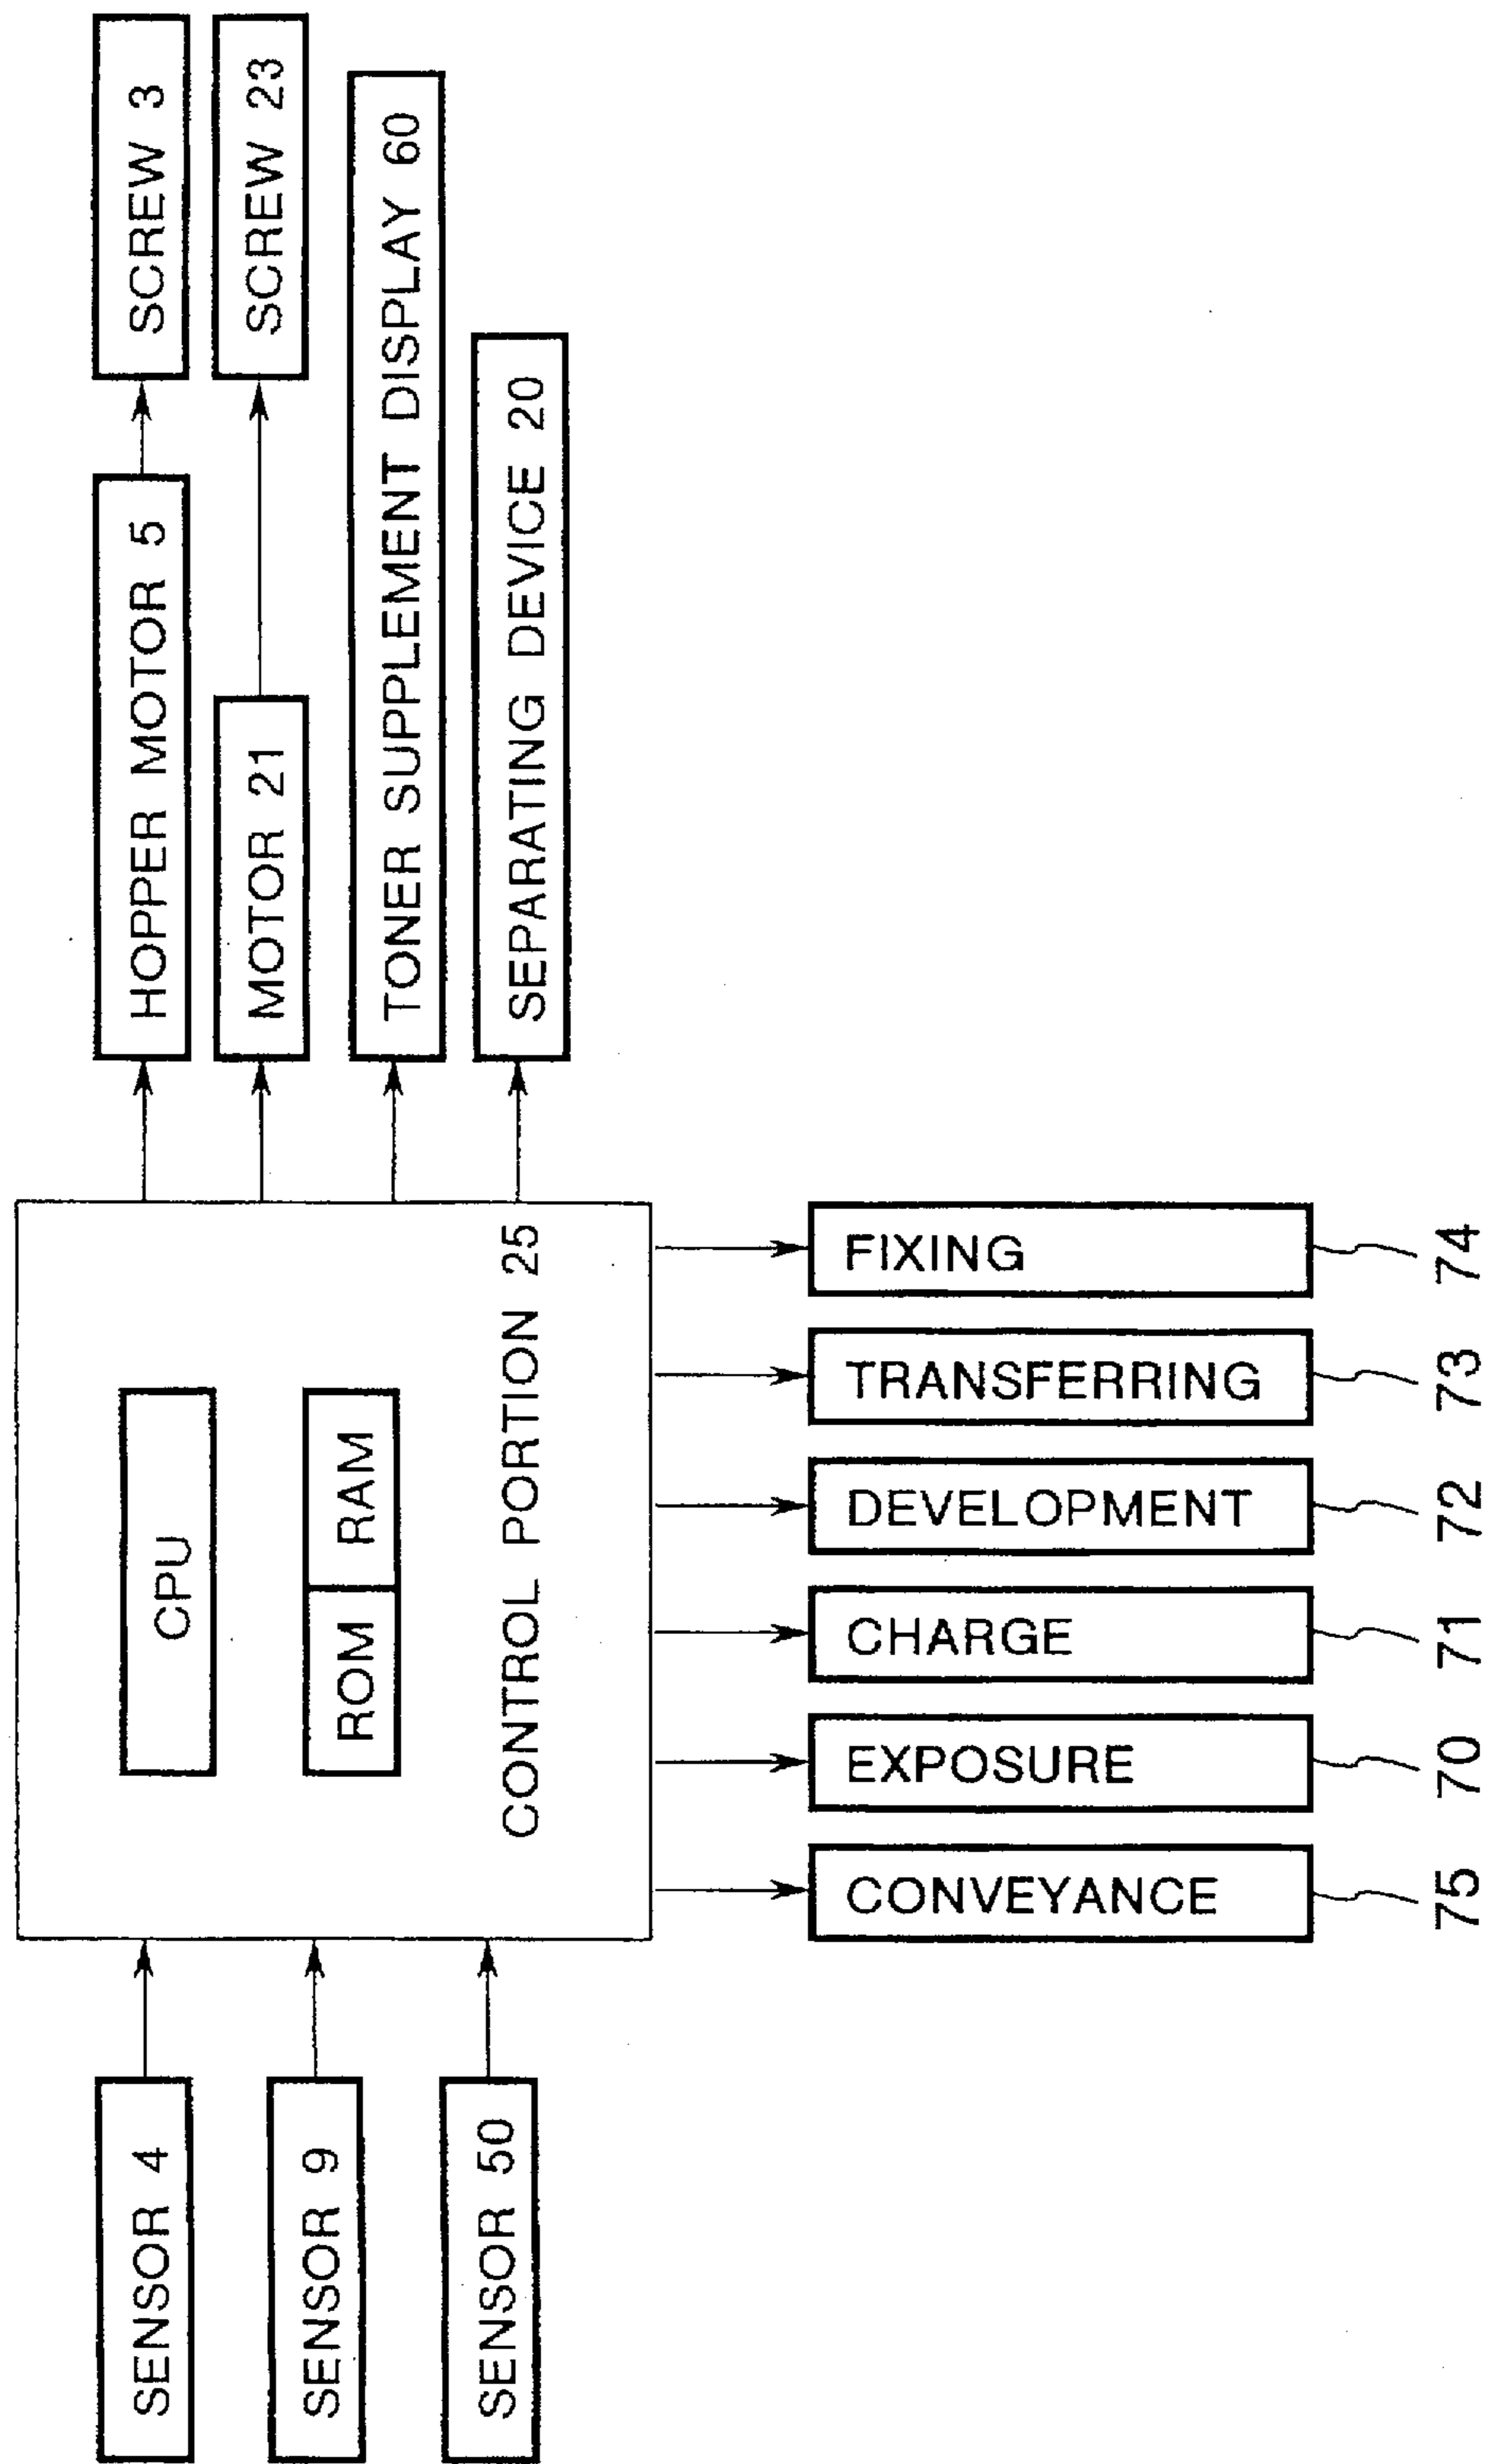 SENSOR 4
SENSOR 9
SENSOR 50
CPU
ROM
RAM
CONTROL PORTION 25
HOPPER MOTOR 5
SCREW 3
MOTOR 21
SCREW 23
TONER SUPPLEMENT DISPLAY 60
SEPARATING DEVICE 20
CONVEYANCE
EXPOSURE
CHARGE
DEVELOPMENT
TRANSFERRING
FIXING
75
70
71
72
73
74